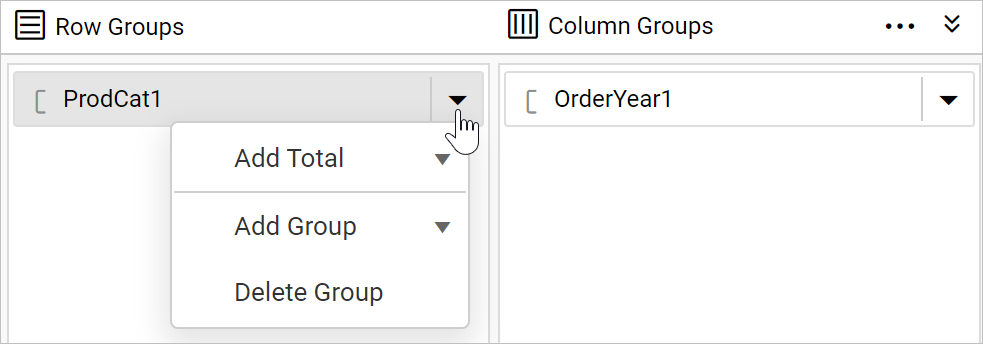 Row Groups
Column Groups
ProdCat1
OrderYear1
Add Total
Add Group
Delete Group